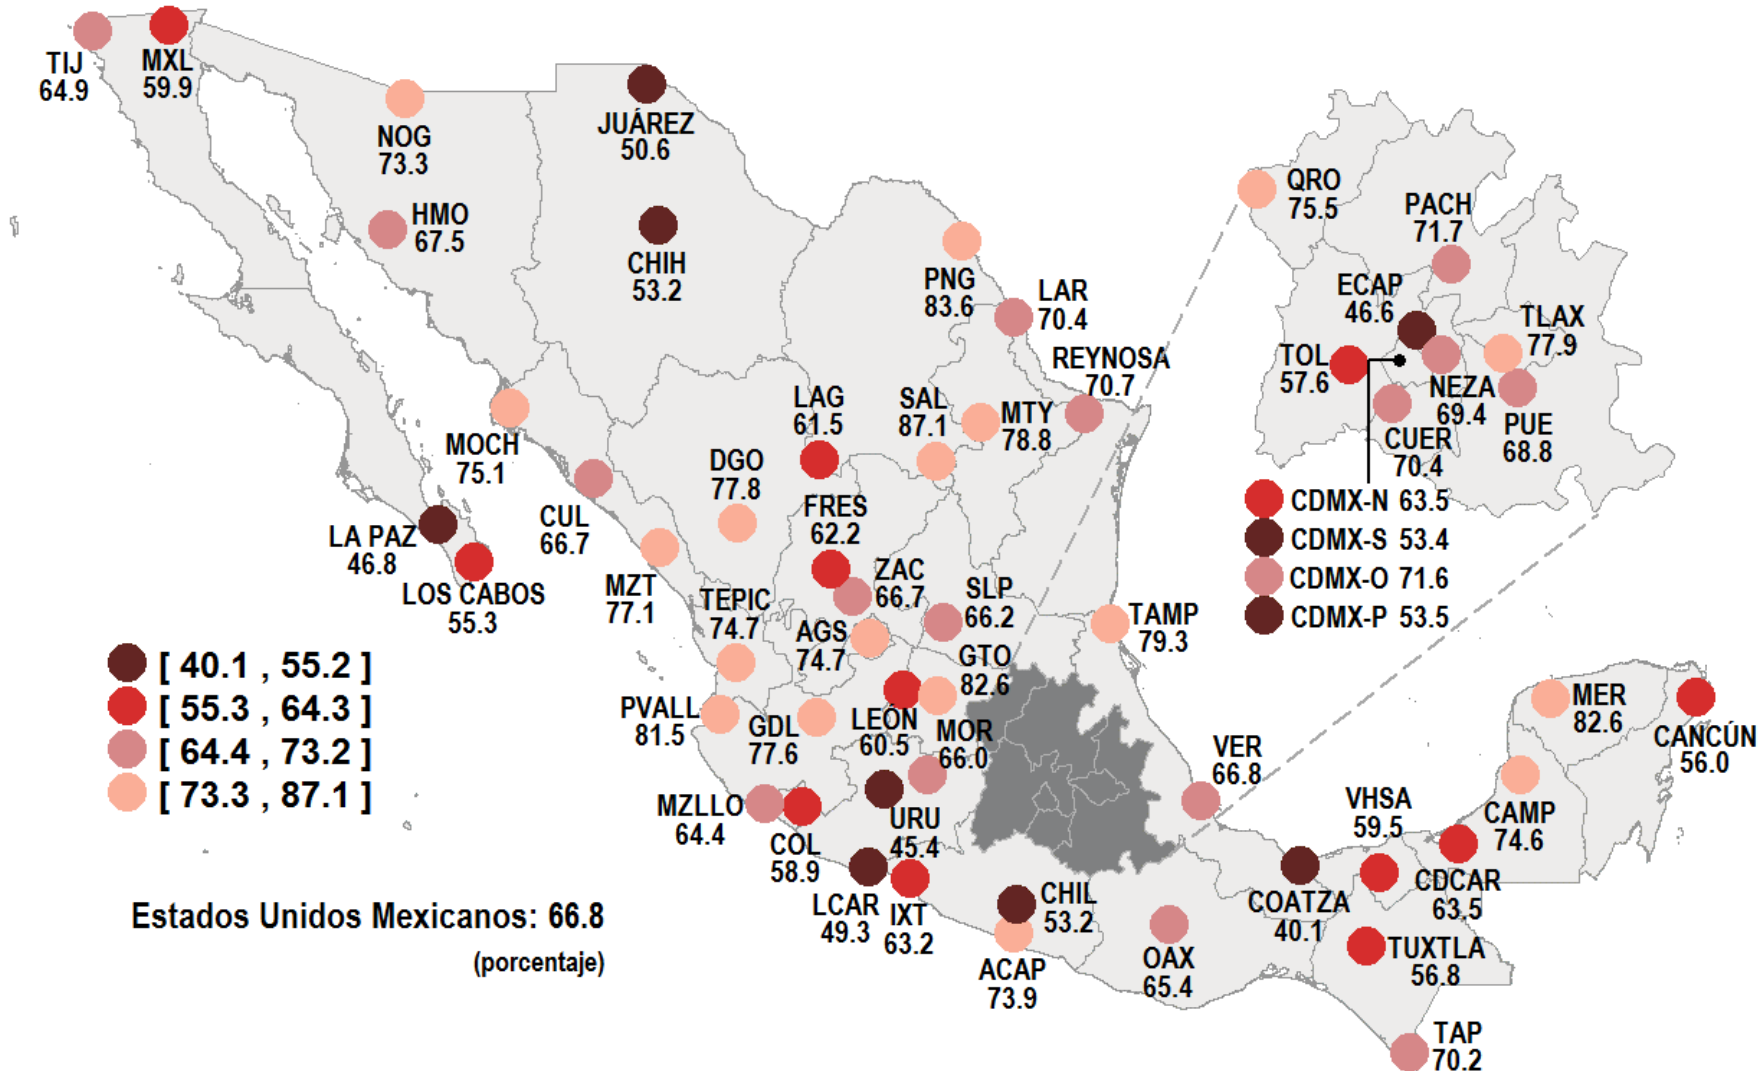 TIJ
64.9
MXL
59.9
NOG
73.3
HMO
67.5
JUÁREZ
50.6
CHIH
53.2
PNG
83.6
LAR
70.4
REYNOSA
70.7
LAG
61.5
SAL
87.1
MTY
78.8
MOCH
75.1
DGO
77.8
CUL
66.7
FRES
62.2
LA PAZ
46.8
LOS CABOS
55.3
MZT
77.1
ZAC
66.7
SLP
66.2
TEPIC
74.7
AGS
74.7
TAMP
79.3
GTO
82.6
PVALL
81.5
GDL
77.6
LEÓN
60.5
MOR
66.0
VER
66.8
MZLLO
64.4
COL
58.9
URU
45.4
LCAR
49.3
IXT
63.2
CHIL
53.2
ACAP
73.9
OAX
65.4
COATZA
40.1
VHSA
59.5
CDCAR
63.5
CAMP
74.6
MER
82.6
CANCÚN
56.0
TUXTLA
56.8
TAP
70.2
QRO
75.5
PACH
71.7
ECAP
46.6
TLAX
77.9
TOL
57.6
NEZA
69.4
PUE
68.8
CUER
70.4
CDMX-N 63.5
CDMX-S 53.4
CDMX-O 71.6
CDMX-P 53.5
[ 40.1 , 55.2 ]
[ 55.3 , 64.3 ]
[ 64.4 , 73.2 ]
[ 73.3 , 87.1 ]
Estados Unidos Mexicanos: 66.8
(porcentaje)